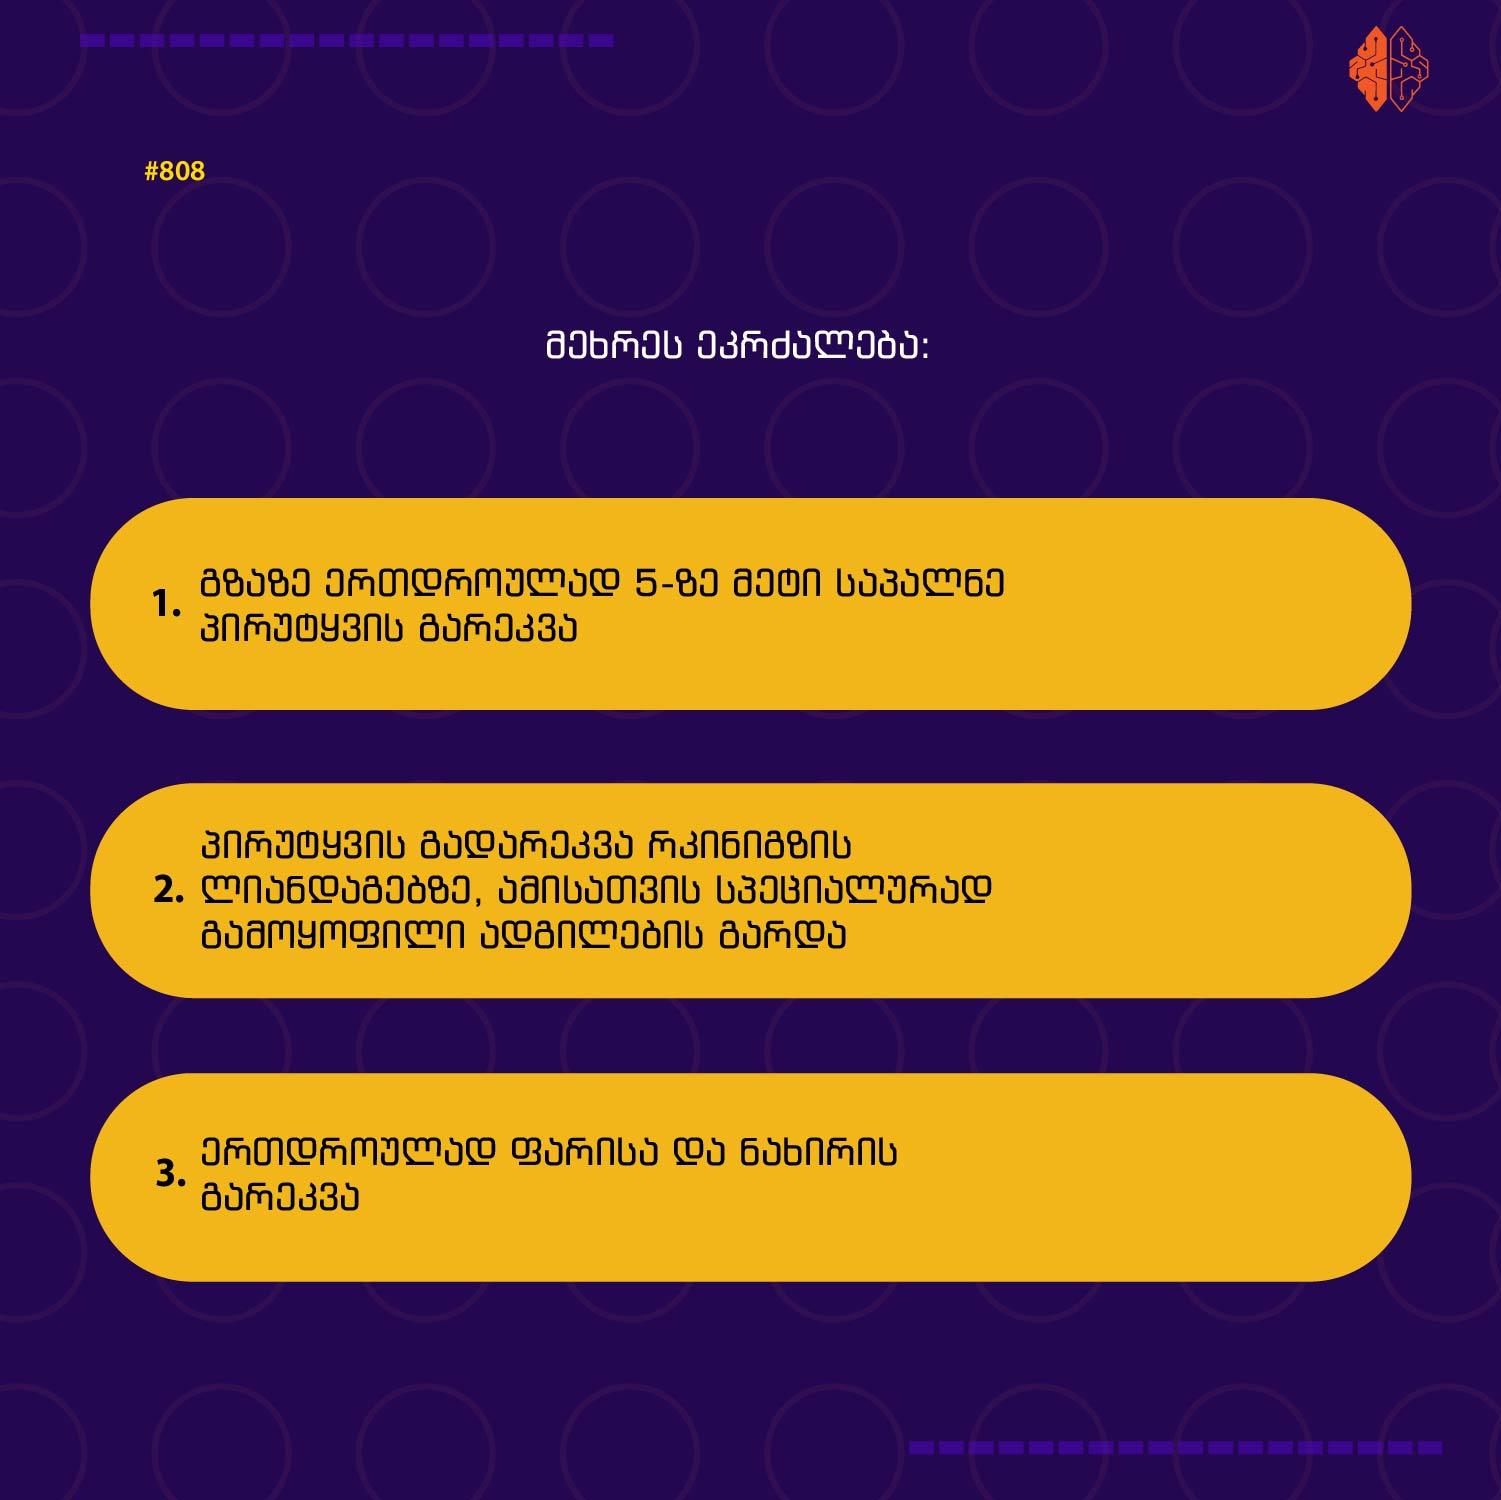 #808
მეხრეს ეკრძალება:
1. გზაზე ერთდროულად 5-ზე მეტი საპალნე
პირუტყვის გარეკვა
პირუტყვის გადარეკვა რკინიგზის
2. ლიანდაგებზე, ამისათვის სპეციალურად
გამოყოფილი ადგილების გარდა
3. ერთდროულად ფარისა და ნახირის
გარეკვა